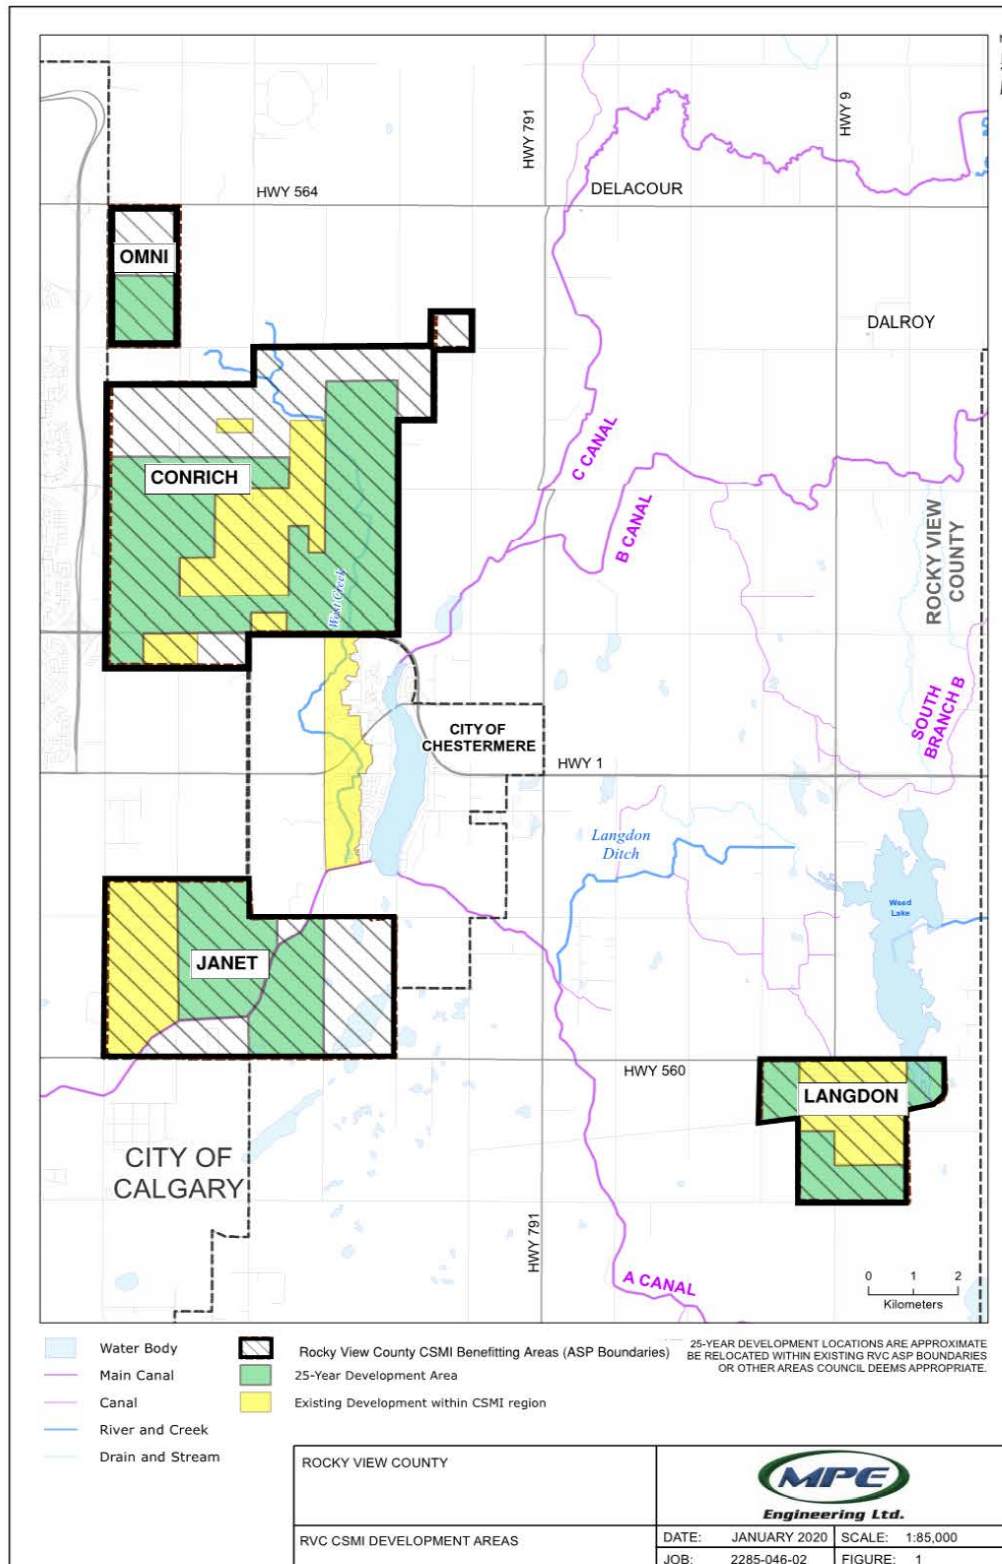 HWY 791
HWY 9
HWY 564
DELACOUR
OMNI
DALROY
C CANAL
CONRICH
B CANAL
ROCKY VIEW
COUNTY
West Creek
SOUTH
BRANCH B
CITY OF
CHESTERMERE
HWY 1
Langdon
Ditch
Weed
Lake
JANET
HWY 560
LANGDON
CITY OF
CALGARY
HWY 791
A CANAL
0 1 2
Kilometers
Water Body
Main Canal
Canal
River and Creek
Drain and Stream
Rocky View County CSMI Benefitting Areas (ASP Boundaries)
25-Year Development Area
Existing Development within CSMI region
25-YEAR DEVELOPMENT LOCATIONS ARE APPROXIMATE
BE RELOCATED WITHIN EXISTING RVC ASP BOUNDARIES
OR OTHER AREAS COUNCIL DEEMS APPROPRIATE.
ROCKY VIEW COUNTY
MPE
Engineering Ltd.
RVC CSMI DEVELOPMENT AREAS
DATE: JANUARY 2020 SCALE: 1:85,000
JOB: 2285-046-02 FIGURE: 1